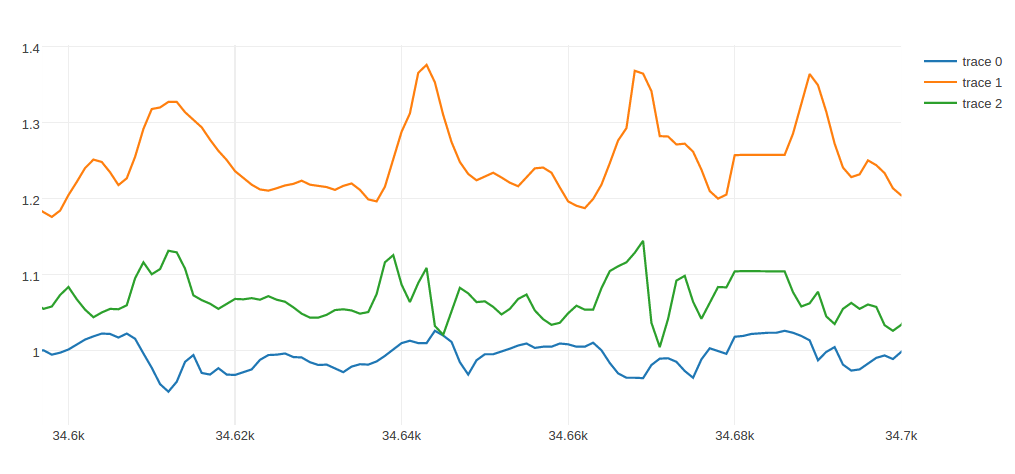 1.4
1.3
1.2
1.1
1
34.6k
34.62k
34.64k
34.66k
34.68k
34.7k
trace 0
trace 1
trace 2